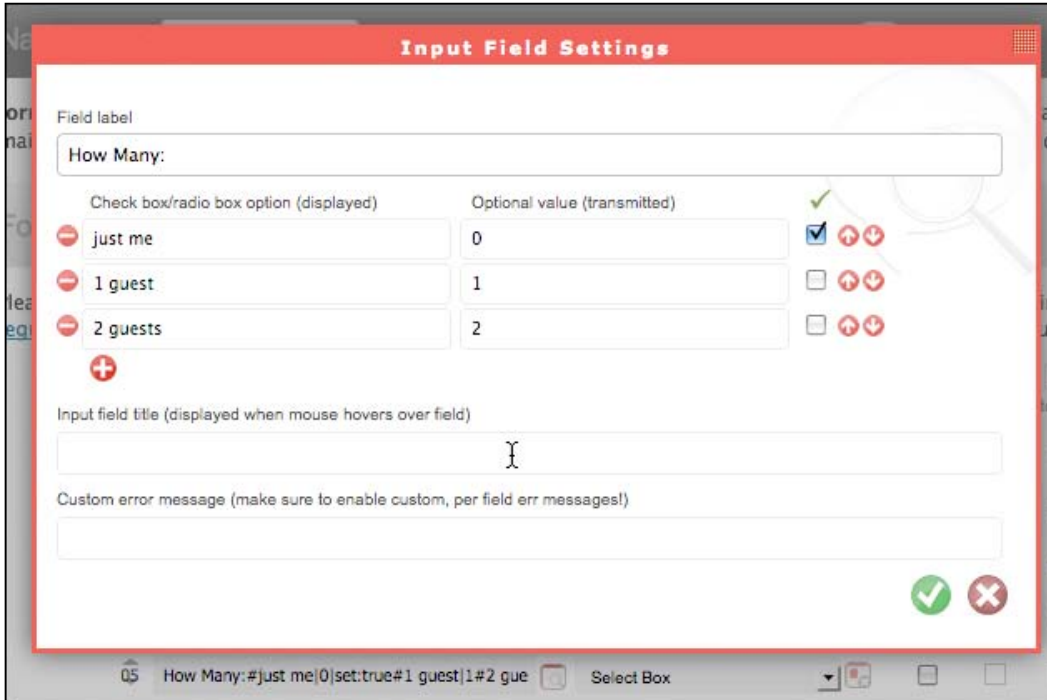 Na
Input Field Settings
Field label
How Many:
Check box/radio box option (displayed) Optional value (transmitted)
just me 0
1 guest 1
2 guests 2
Input field title (displayed when mouse hovers over field)
Custom error message (make sure to enable custom, per field err messages!)
05 How Many:#just me|0|set:true#1 guest|1#2 gue Select Box